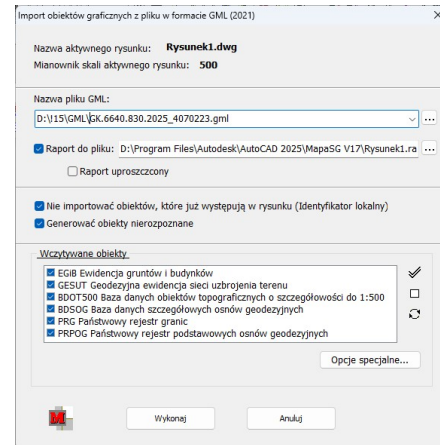 Import obiektów graficznych z pliku w formacie GML (2021)
Nazwa aktywnego rysunku: Rysunek1.dwg
Mianownik skali aktywnego rysunku: 500
Nazwa pliku GML:
D:\!15\GML\GK.6640.830.2025_4070223.gml
...
Raport do pliku: D:\Program Files\Autodesk\AutoCAD 2025\MapaSG V17\Rysunek1.ra ...
Raport uproszczony
Nie importować obiektów, które już występują w rysunku (Identyfikator lokalny)
Generować obiekty nierozpoznane
Wczytywane obiekty
EGiB Ewidencja gruntów i budynków
GESUT Geodezyjna ewidencja sieci uzbrojenia terenu
BDOT500 Baza danych obiektów topograficznych o szczegółowości do 1:500
BDSOG Baza danych szczegółowych osnów geodezyjnych
PRG Państwowy rejestr granic
PRPOG Państwowy rejestr podstawowych osnów geodezyjnych
Opcje specjalne...
M
Wykonaj
Anuluj